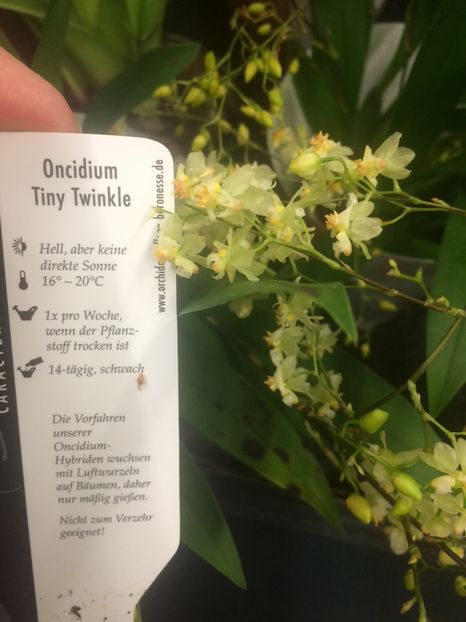 Oncidium
Tiny Twinkle
Hell, aber keine
direkte Sonne
16° – 20°C
1x pro Woche,
wenn der Pflanz-
stoff trocken ist
14-tägig, schwach
Die Vorfahren
unserer
Oncidium-
Hybriden wuchsen
mit Luftwurzeln
auf Bäumen, daher
nur mäßig gießen.
Nicht zum Verzehr
geeignet!